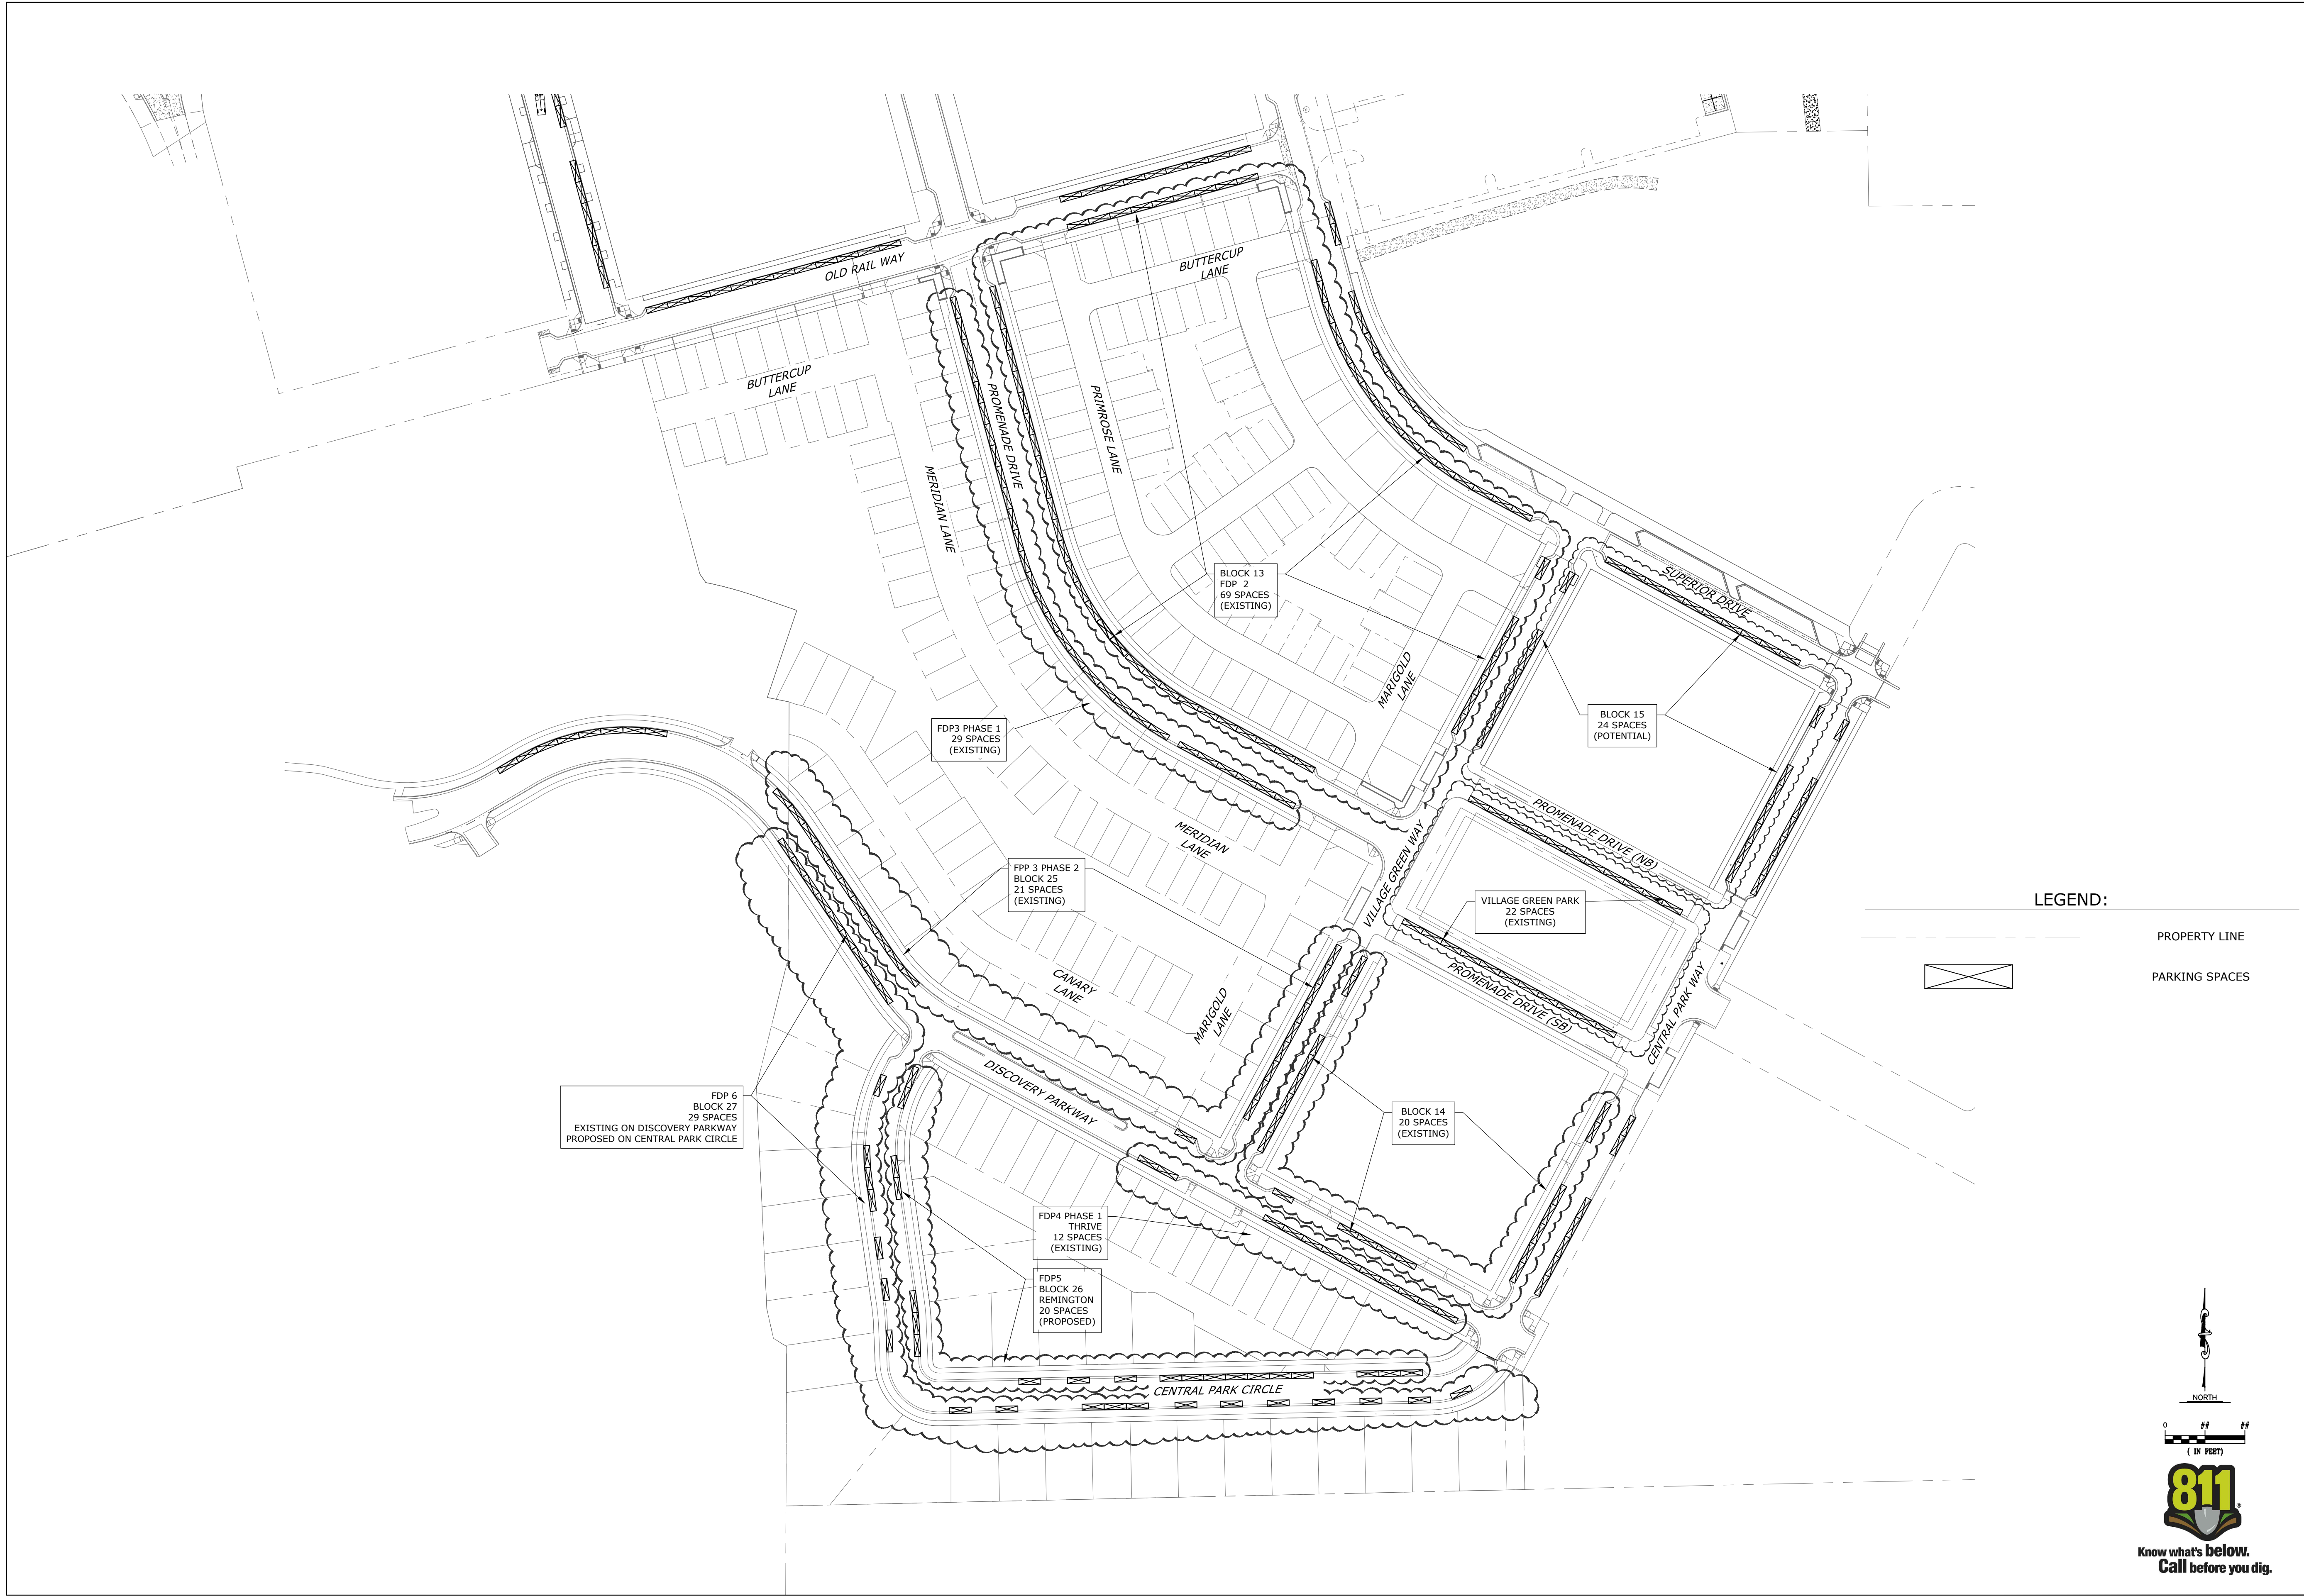 OLD RAIL WAY
BUTTERCUP
LANE
BUTTERCUP
LANE
PROMENADE DRIVE
PRIMROSE LANE
MERIDIAN LANE
BLOCK 13
FDP 2
69 SPACES
(EXISTING)
SUPERIOR DRIVE
MARIGOLD
LANE
BLOCK 15
24 SPACES
(POTENTIAL)
FDP3 PHASE 1
29 SPACES
(EXISTING)
PROMENADE DRIVE (NB)
MERIDIAN
LANE
VILLAGE GREEN WAY
FPP 3 PHASE 2
BLOCK 25
21 SPACES
(EXISTING)
VILLAGE GREEN PARK
22 SPACES
(EXISTING)
LEGEND:
PROPERTY LINE
PARKING SPACES
CANARY
LANE
MARIGOLD
LANE
PROMENADE DRIVE (SB)
CENTRAL PARK WAY
DISCOVERY PARKWAY
FDP 6
BLOCK 27
29 SPACES
EXISTING ON DISCOVERY PARKWAY
PROPOSED ON CENTRAL PARK CIRCLE
BLOCK 14
20 SPACES
(EXISTING)
FDP4 PHASE 1
THRIVE
12 SPACES
(EXISTING)
FDP5
BLOCK 26
REMINGTON
20 SPACES
(PROPOSED)
CENTRAL PARK CIRCLE
NORTH
0 ## ##
( IN FEET)
811®
Know what's below.
Call before you dig.